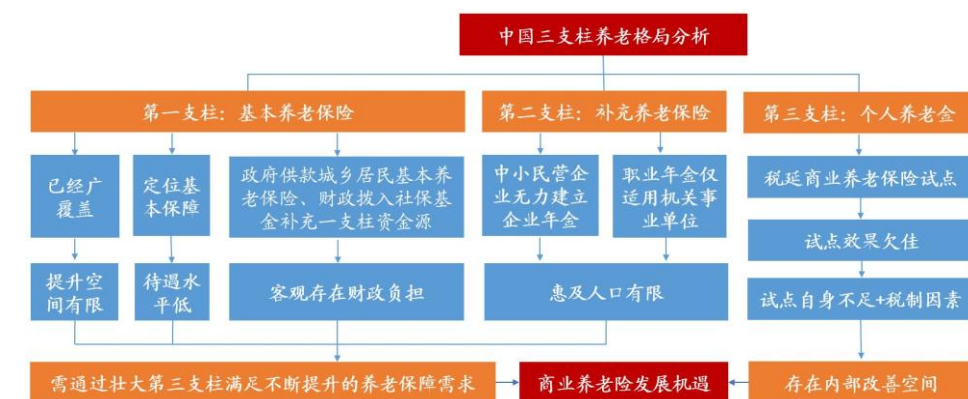 中国三支柱养老格局分析
第一支柱：基本养老保险
第二支柱：补充养老保险
第三支柱：个人养老金
已经广
覆盖
定位基
本保障
政府供款城乡居民基本养
老保险、财政拨入社保基
金补充一支柱资金源
中小民营企
业无力建立
企业年金
职业年金仅
适用机关事
业单位
税延商业养老保险试点
试点效果欠佳
提升空
间有限
待遇水
平低
客观存在财政负担
惠及人口有限
试点自身不足+税制因素
需通过壮大第三支柱满足不断提升的养老保障需求
商业养老险发展机遇
存在内部改善空间